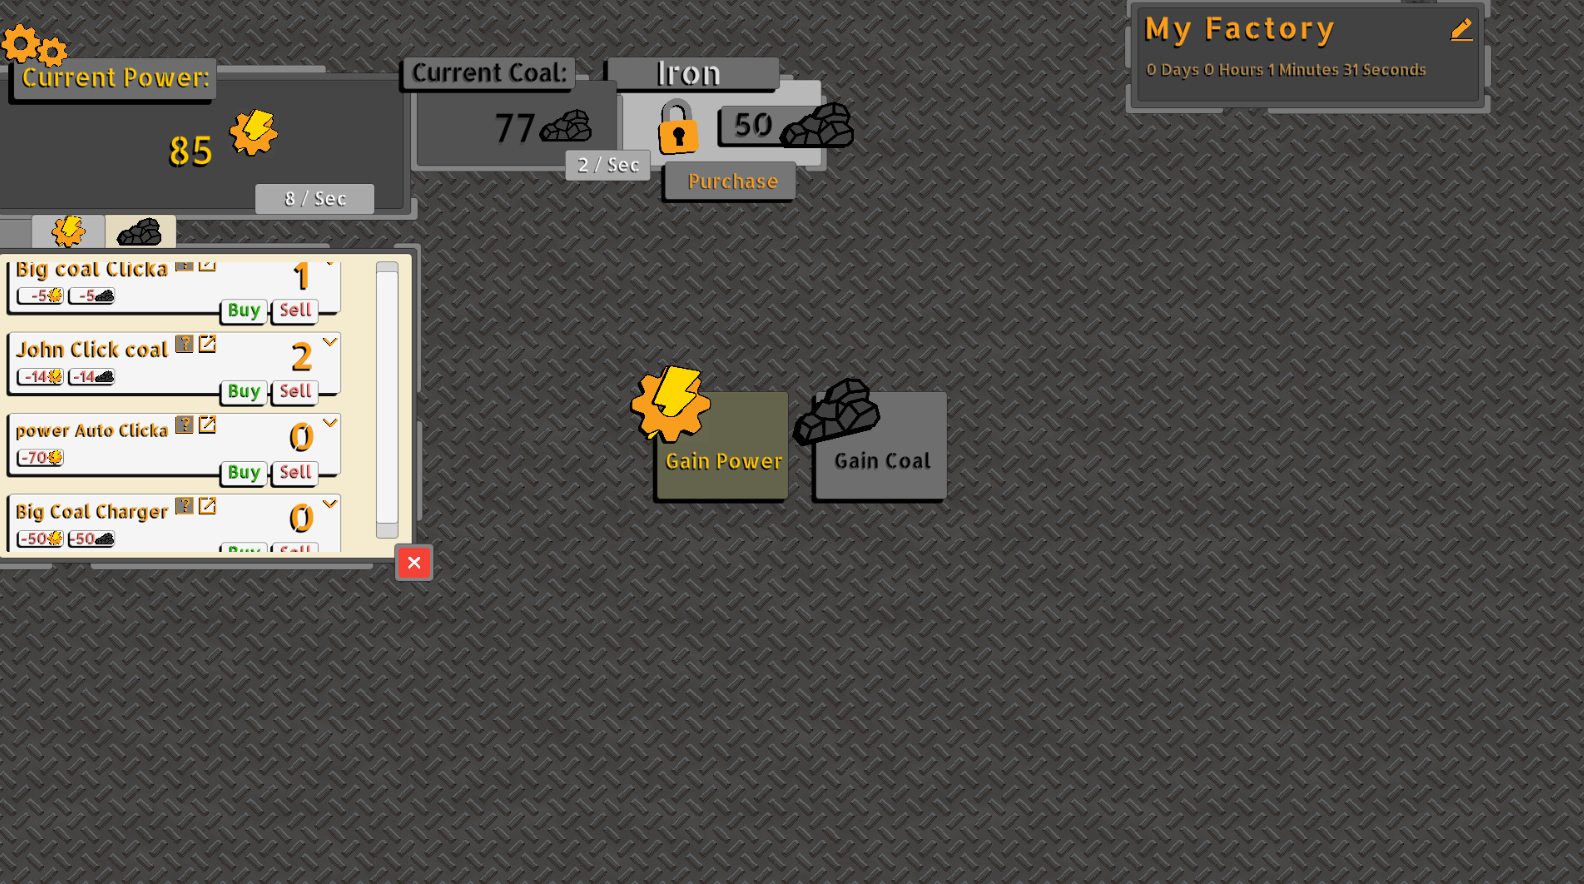 My Factory
0 Days 0 Hours 1 Minutes 31 Seconds
Current Power:
85
8 / Sec
Current Coal:
77
2 / Sec
Iron
50
Purchase
Big coal Clicka ? 1
-5 -5
Buy Sell
John Click coal ? 2
-14 -14
Buy Sell
power Auto Clicka ? 0
-70
Buy Sell
Big Coal Charger ? 0
-50 -50
Buy Sell
Gain Power
Gain Coal